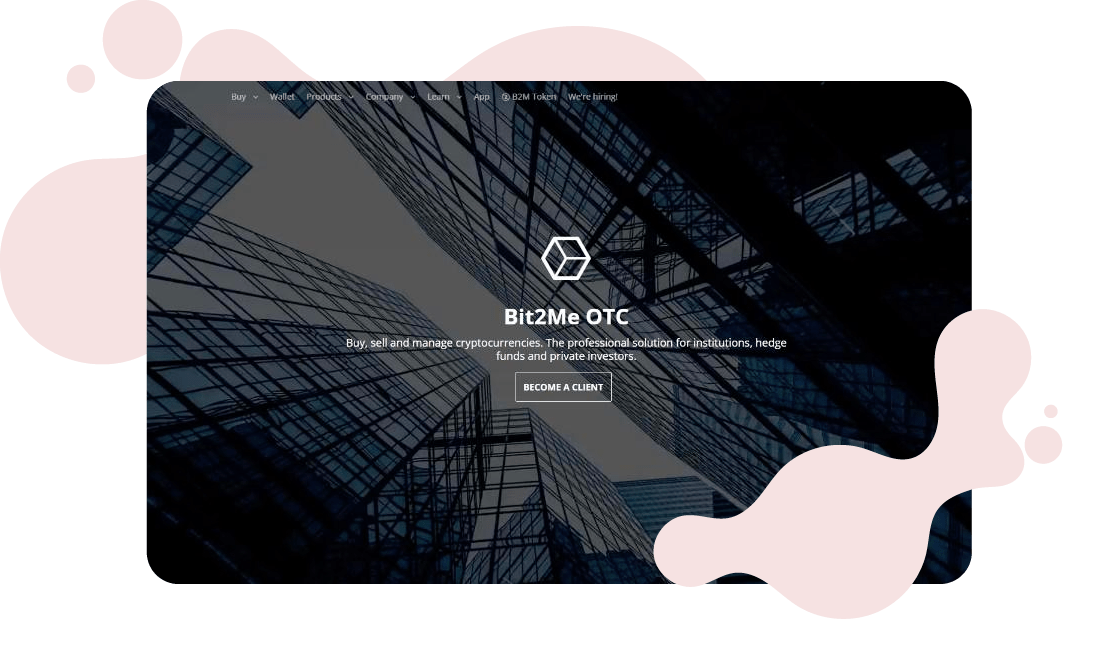 Buy Wallet Products Company Learn App B2M Token We're hiring!
Bit2Me OTC
Buy, sell and manage cryptocurrencies. The professional solution for institutions, hedge
funds and private investors.
BECOME A CLIENT